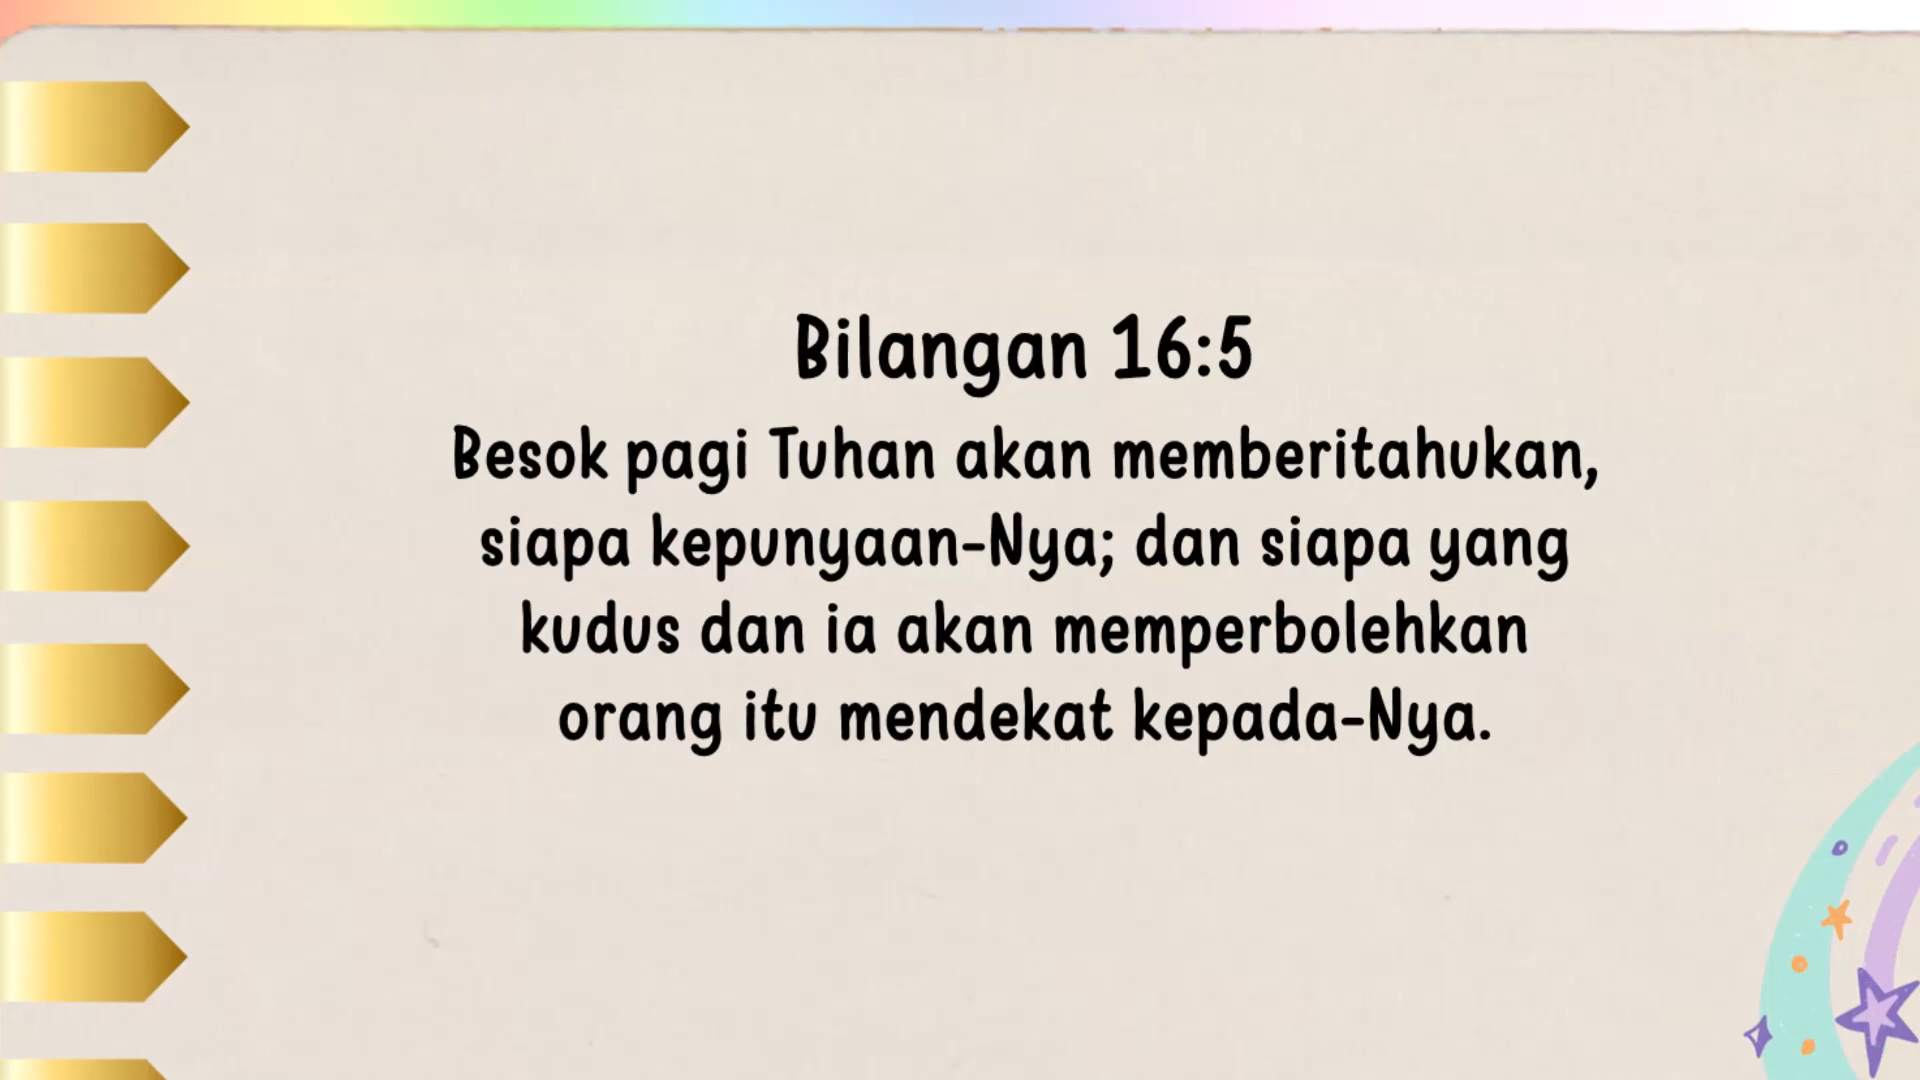 Bilangan 16:5
Besok pagi Tuhan akan memberitahukan,
siapa kepunyaan-Nya; dan siapa yang
kudus dan ia akan memperbolehkan
orang itu mendekat kepada-Nya.